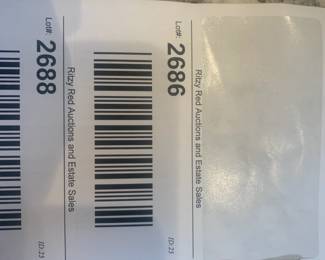 Ritzy Red Auctions and Estate Sales
Lot#: 2686
ID:23
Ritzy Red Auctions and Estate Sales
Lot#: 2688
ID:23